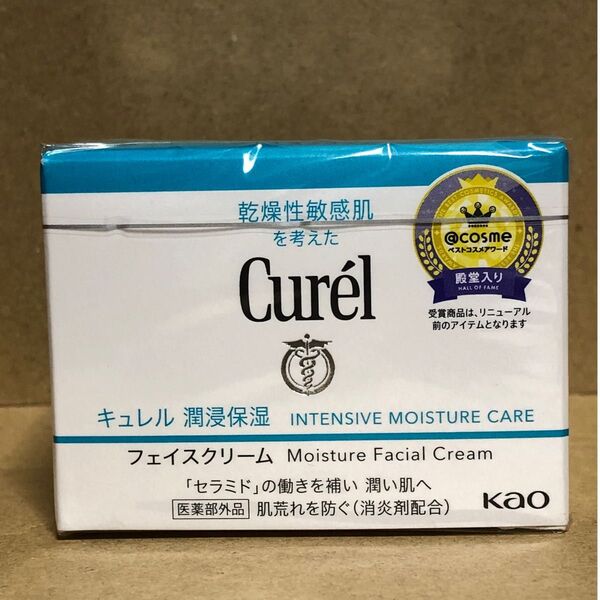 乾燥性敏感肌
を考えた
Curél
@cosme
ベストコスメアワード
殿堂入り
HALL OF FAME
受賞商品は、リニューアル
前のアイテムとなります
キュレル 潤浸保湿 INTENSIVE MOISTURE CARE
フェイスクリーム Moisture Facial Cream
「セラミド」の働きを補い 潤い肌へ
医薬部外品 肌荒れを防ぐ(消炎剤配合)
Kao